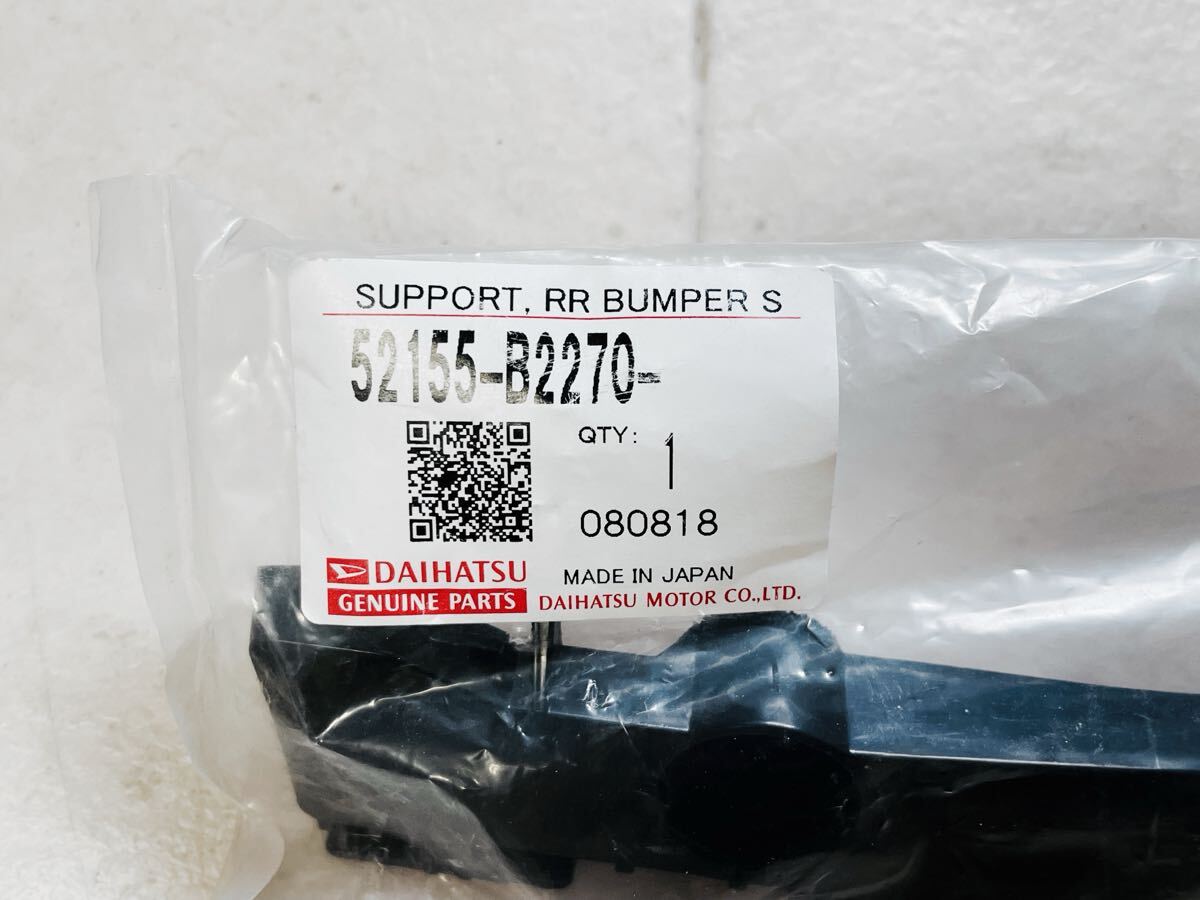 SUPPORT, RR BUMPER S
52155-B2270-
QTY: 1
080818
DAIHATSU
GENUINE PARTS
MADE IN JAPAN
DAIHATSU MOTOR CO.,LTD.